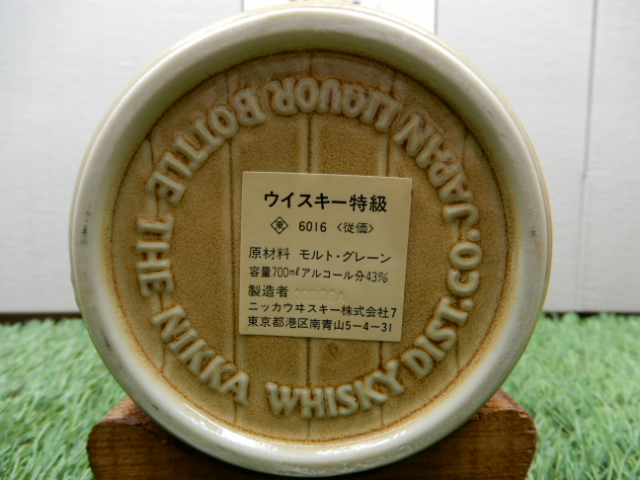 THE NIKKA WHISKY DIST.CO. JAPAN LIQUOR BOTTLE
ウイスキー特級
東 6016 〈従価〉
原材料 モルト・グレーン
容量700mlアルコール分43%
製造者
ニッカウヰスキー株式会社7
東京都港区南青山5-4-31